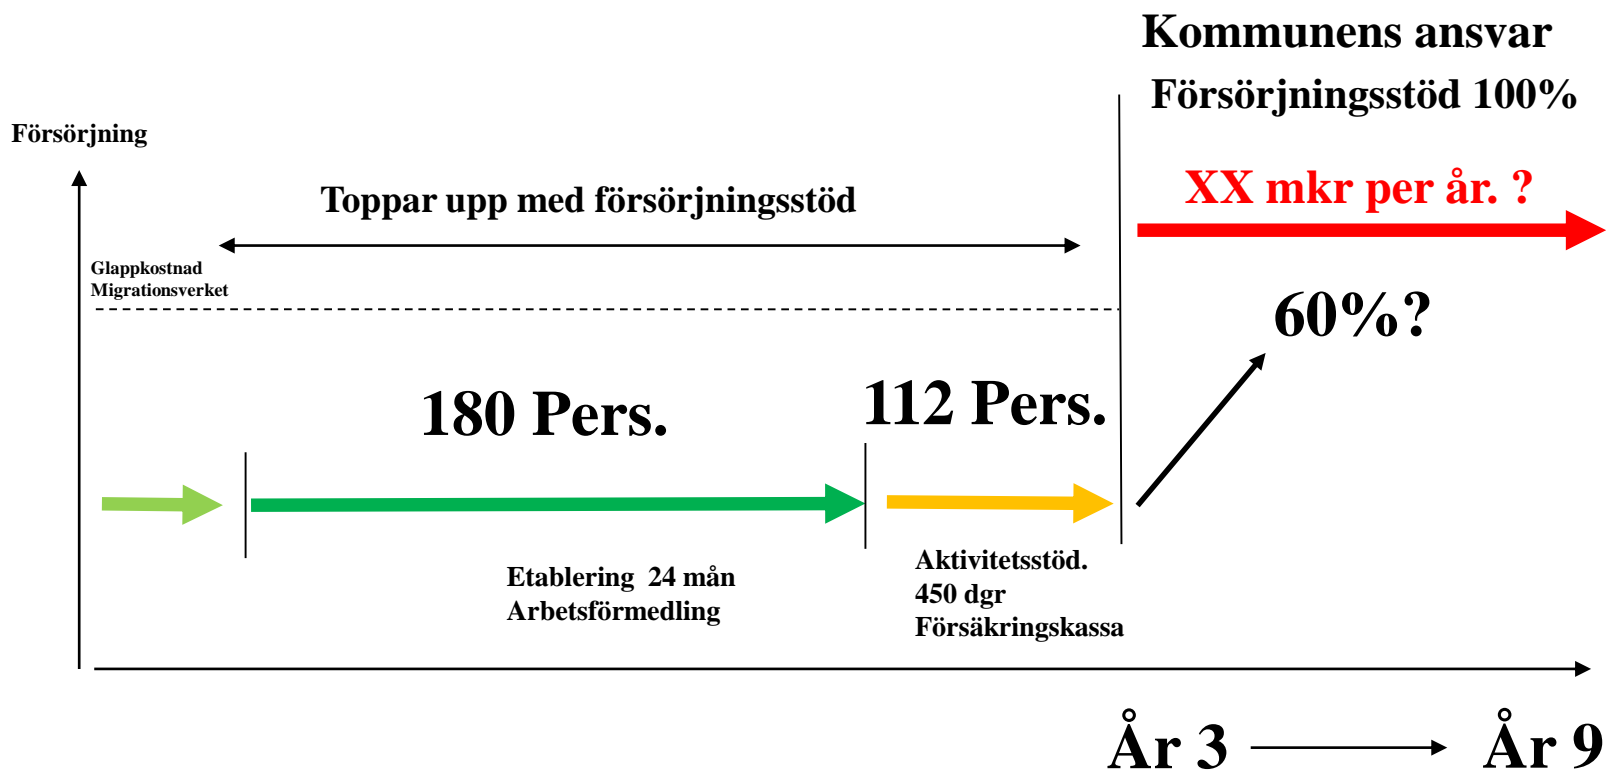 Kommunens ansvar
Försörjningsstöd 100%
Försörjning
Toppar upp med försörjningsstöd
XX mkr per år. ?
Glappkostnad
Migrationsverket
60%?
180 Pers.
112 Pers.
Etablering 24 mån
Arbetsförmedling
Aktivitetsstöd.
450 dgr
Försäkringskassa
År 3
År 9